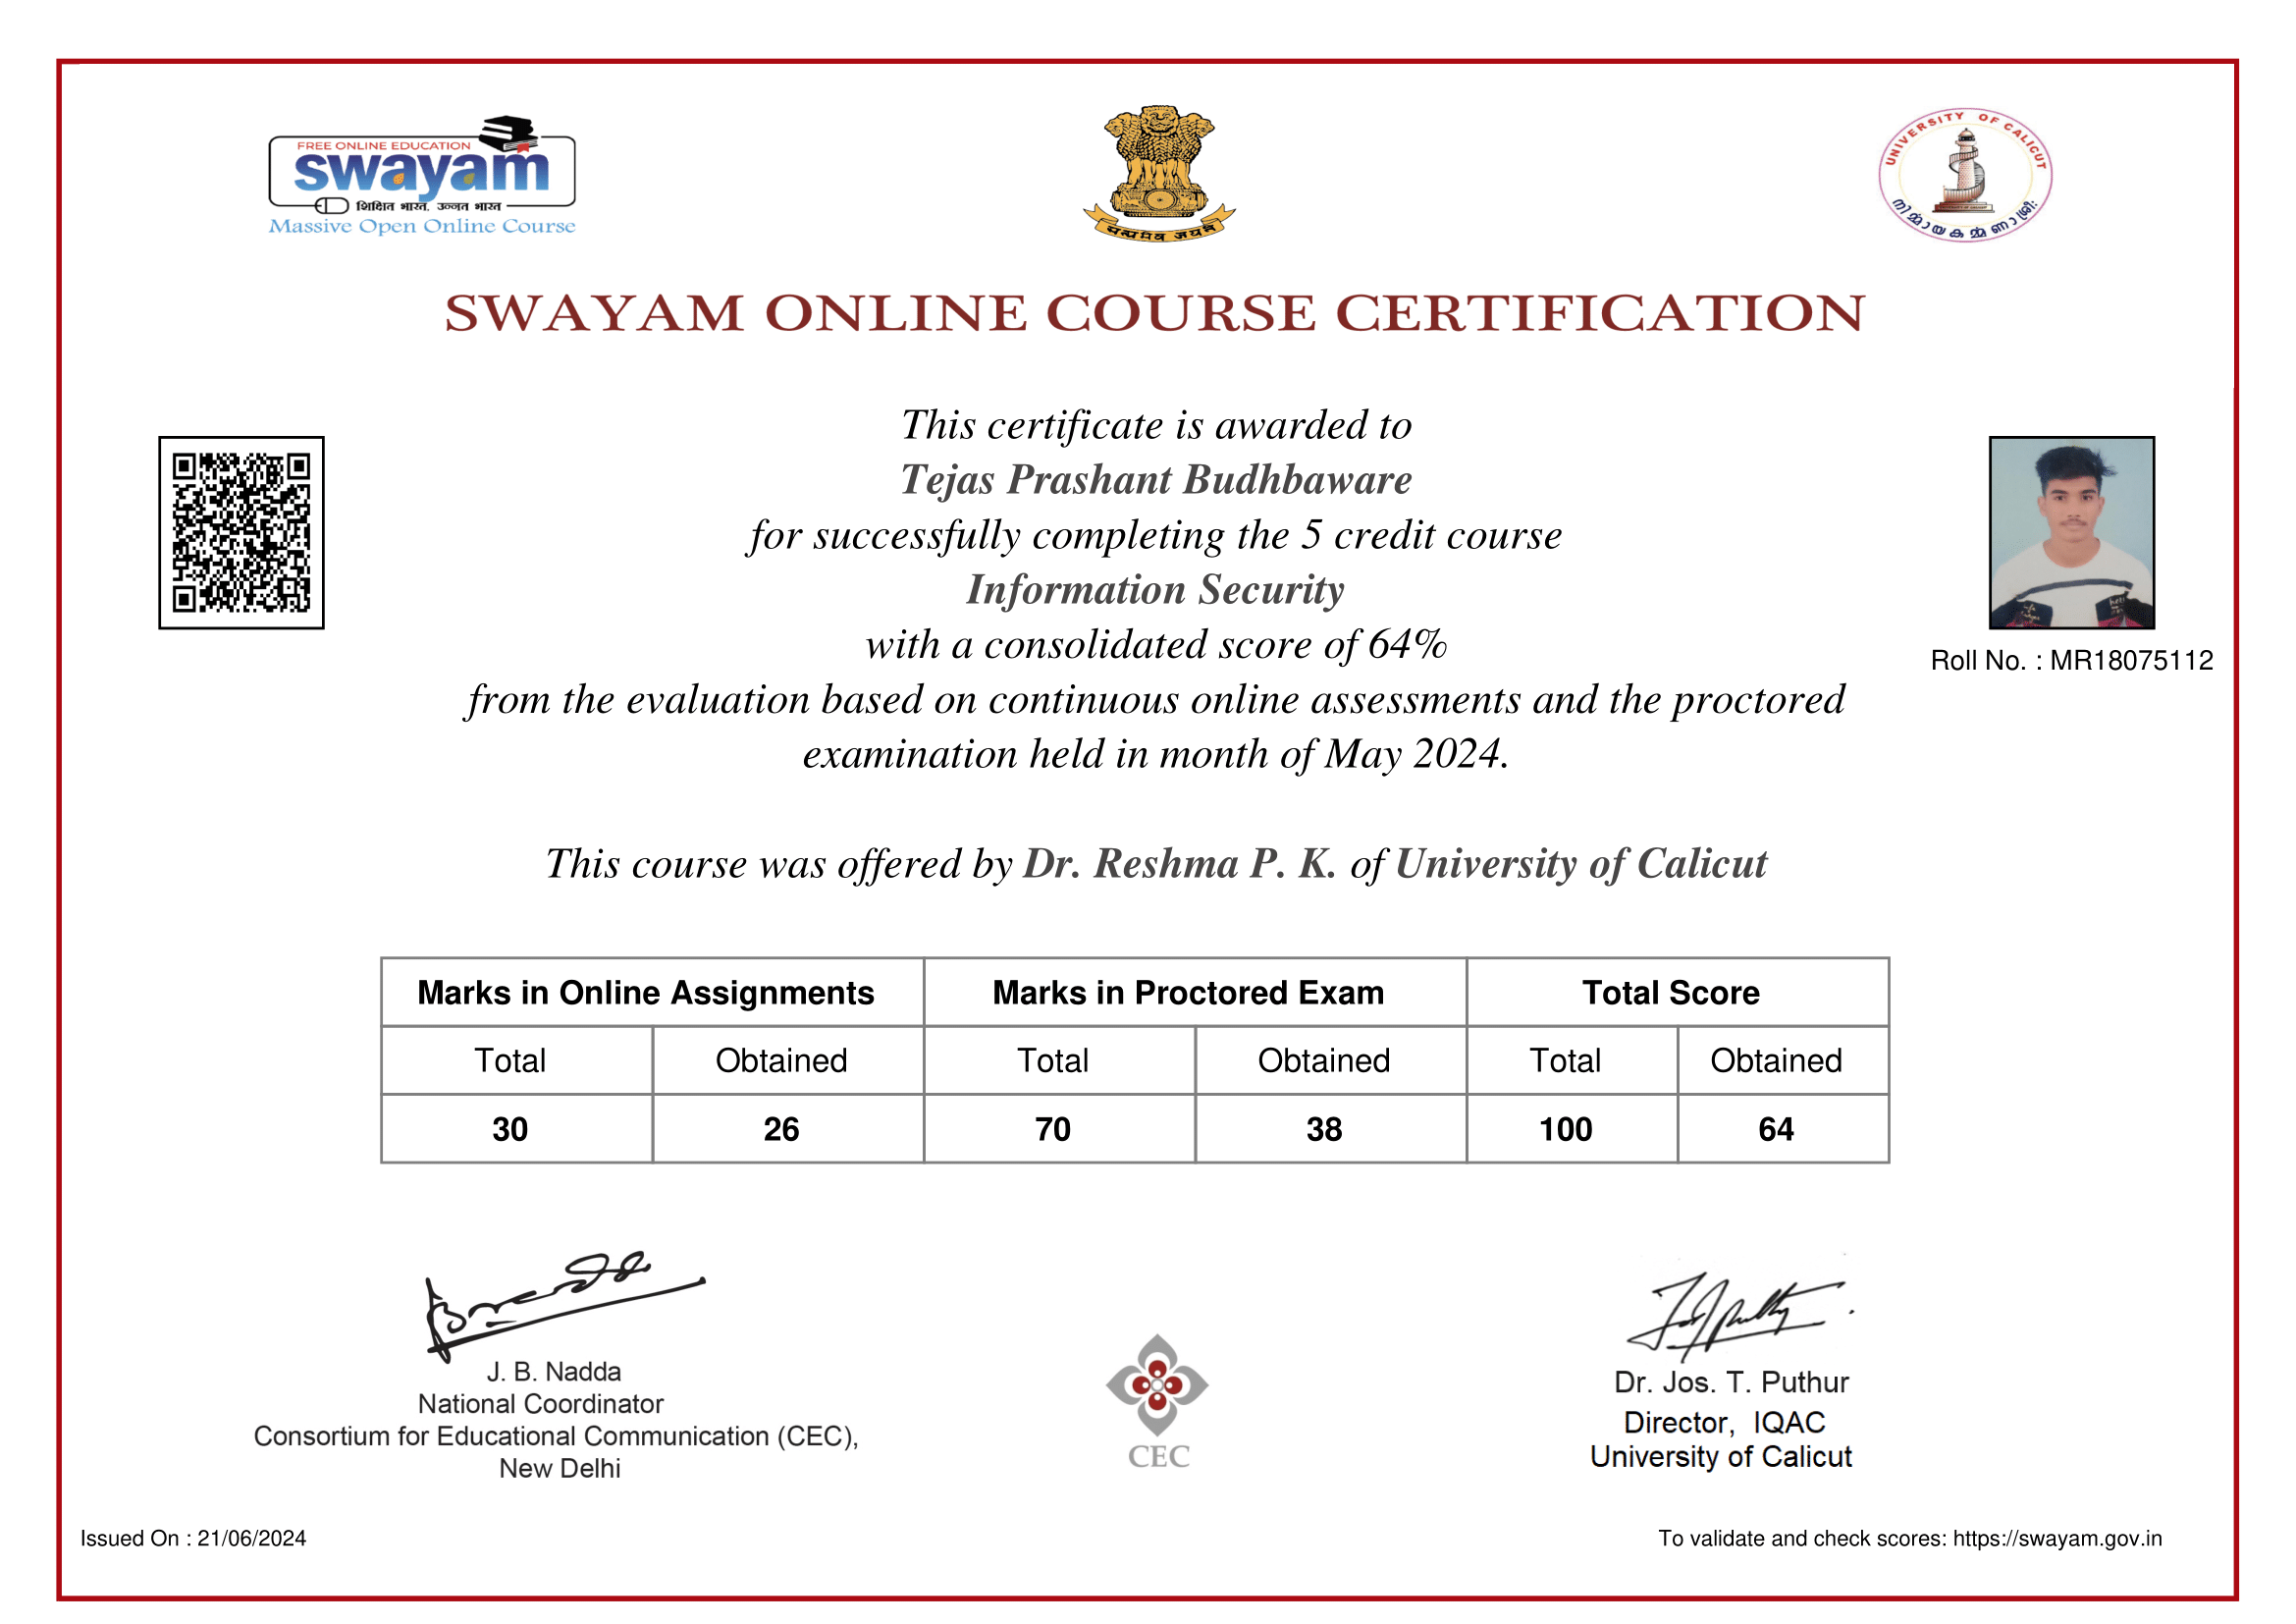 FREE ONLINE EDUCATION
swayam
शिक्षित भारत, उन्नत भारत
Massive Open Online Course
सत्यमेव जयते
UNIVERSITY OF CALICUT
SWAYAM ONLINE COURSE CERTIFICATION
This certificate is awarded to
Tejas Prashant Budhbaware
for successfully completing the 5 credit course
Information Security
with a consolidated score of 64%
from the evaluation based on continuous online assessments and the proctored
examination held in month of May 2024.
Roll No. : MR18075112
This course was offered by Dr. Reshma P. K. of University of Calicut
Marks in Online Assignments Marks in Proctored Exam Total Score
Total Obtained Total Obtained Total Obtained
30 26 70 38 100 64
J. B. Nadda
National Coordinator
Consortium for Educational Communication (CEC),
New Delhi
CEC
Dr. Jos. T. Puthur
Director, IQAC
University of Calicut
Issued On : 21/06/2024
To validate and check scores: https://swayam.gov.in